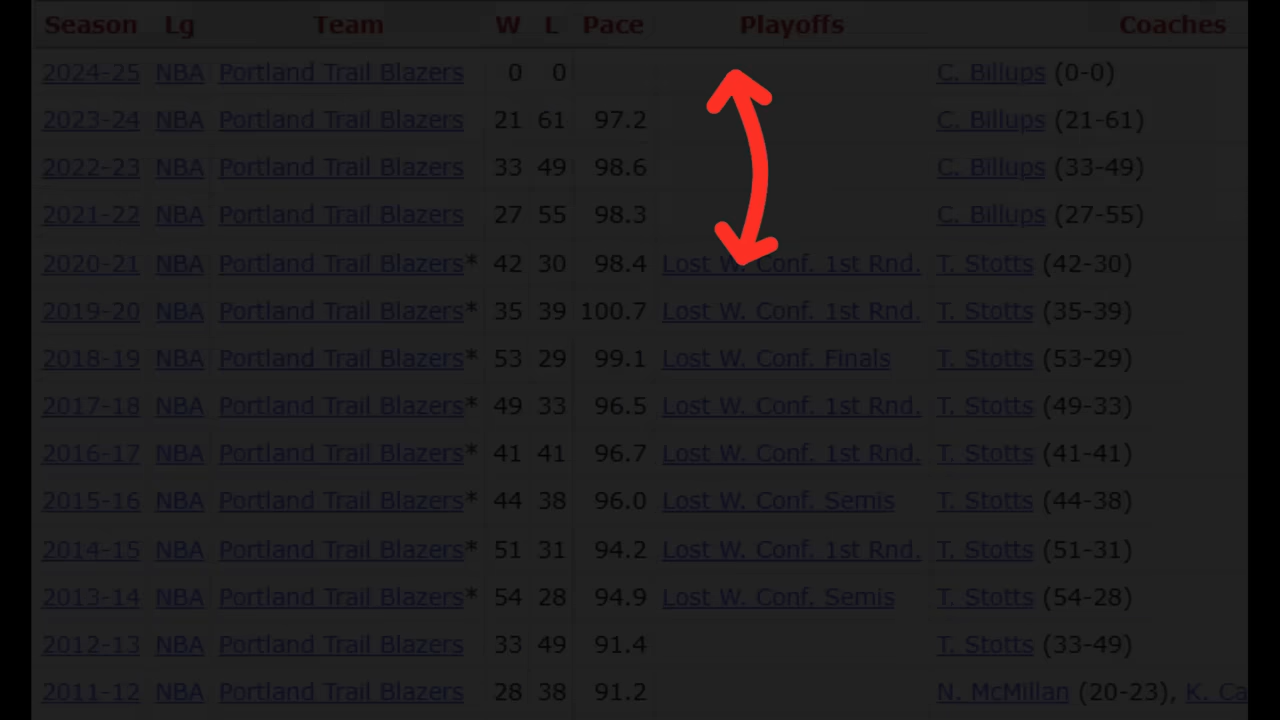 Season Lg Team W L Pace Playoffs Coaches
2024-25 NBA Portland Trail Blazers 0 0 C. Billups (0-0)
2023-24 NBA Portland Trail Blazers 21 61 97.2 C. Billups (21-61)
2022-23 NBA Portland Trail Blazers 33 49 98.6 C. Billups (33-49)
2021-22 NBA Portland Trail Blazers 27 55 98.3 C. Billups (27-55)
2020-21 NBA Portland Trail Blazers* 42 30 98.4 Lost W. Conf. 1st Rnd. T. Stotts (42-30)
2019-20 NBA Portland Trail Blazers* 35 39 100.7 Lost W. Conf. 1st Rnd. T. Stotts (35-39)
2018-19 NBA Portland Trail Blazers* 53 29 99.1 Lost W. Conf. Finals T. Stotts (53-29)
2017-18 NBA Portland Trail Blazers* 49 33 96.5 Lost W. Conf. 1st Rnd. T. Stotts (49-33)
2016-17 NBA Portland Trail Blazers* 41 41 96.7 Lost W. Conf. 1st Rnd. T. Stotts (41-41)
2015-16 NBA Portland Trail Blazers* 44 38 96.0 Lost W. Conf. Semis T. Stotts (44-38)
2014-15 NBA Portland Trail Blazers* 51 31 94.2 Lost W. Conf. 1st Rnd. T. Stotts (51-31)
2013-14 NBA Portland Trail Blazers* 54 28 94.9 Lost W. Conf. Semis T. Stotts (54-28)
2012-13 NBA Portland Trail Blazers 33 49 91.4 T. Stotts (33-49)
2011-12 NBA Portland Trail Blazers 28 38 91.2 N. McMillan (20-23), K. Ca